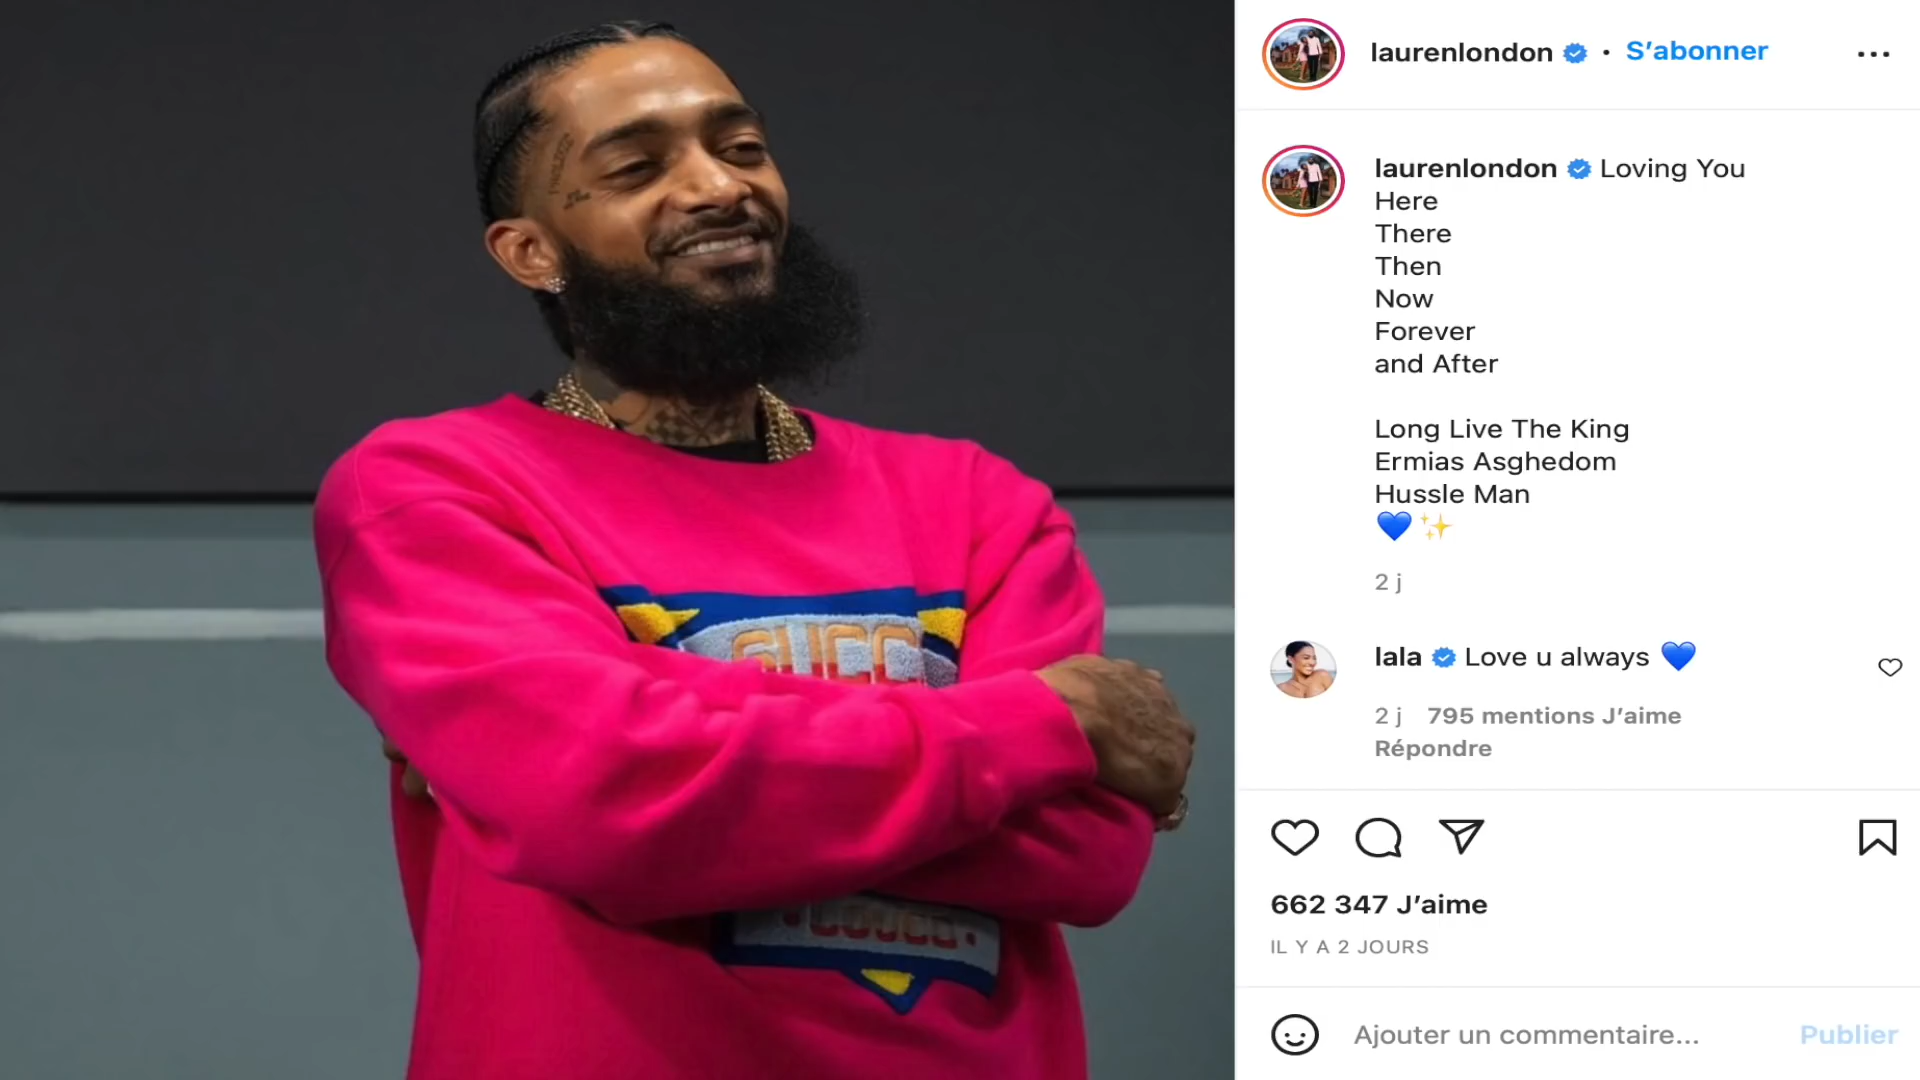 GUCCI
laurenlondon • S'abonner
laurenlondon Loving You
Here
There
Then
Now
Forever
and After
Long Live The King
Ermias Asghedom
Hussle Man
💙✨
2 j
lala Love u always 💙
2 j 795 mentions J'aime
Répondre
662 347 J'aime
IL Y A 2 JOURS
Ajouter un commentaire... Publier